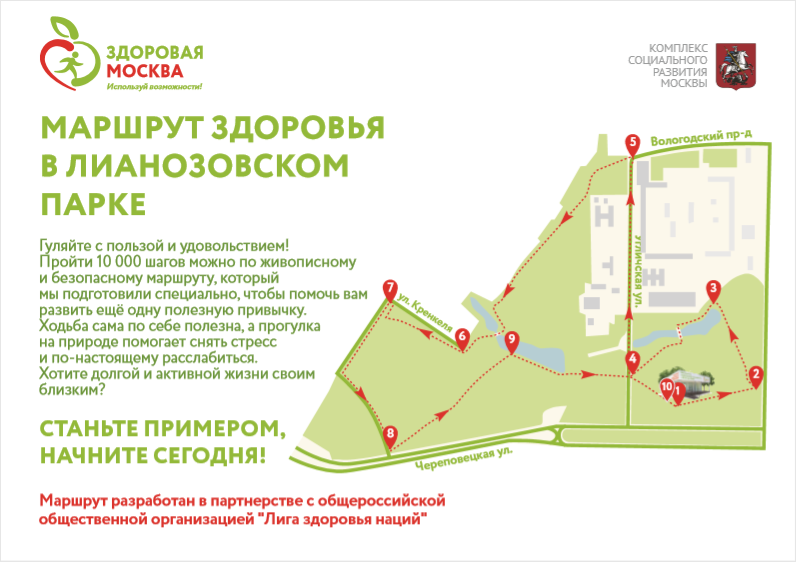 ЗДОРОВАЯ
МОСКВА
Используй возможности!
КОМПЛЕКС
СОЦИАЛЬНОГО
РАЗВИТИЯ
МОСКВЫ
МАРШРУТ ЗДОРОВЬЯ
В ЛИАНОЗОВСКОМ
ПАРКЕ
Гуляйте с пользой и удовольствием!
Пройти 10 000 шагов можно по живописному
и безопасному маршруту, который
мы подготовили специально, чтобы помочь вам
развить ещё одну полезную привычку.
Ходьба сама по себе полезна, а прогулка
на природе помогает снять стресс
и по-настоящему расслабиться.
Хотите долгой и активной жизни своим
близким?
СТАНЬТЕ ПРИМЕРОМ,
НАЧНИТЕ СЕГОДНЯ!
Маршрут разработан в партнерстве с общероссийской
общественной организацией "Лига здоровья наций"
5
Вологодский пр-д
Угличская ул.
7
ул. Кренкеля
3
6
9
4
10
1
2
8
Череповецкая ул.